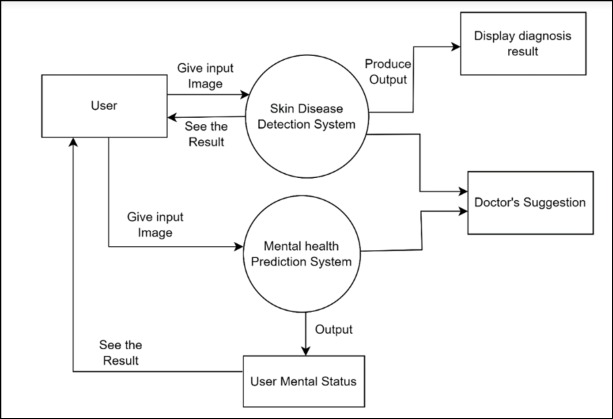 Display diagnosis
result
Produce
Output
Give input
Image
User
Skin Disease
Detection System
See the
Result
Doctor's Suggestion
Give input
Image
Mental health
Prediction System
Output
See the
Result
User Mental Status